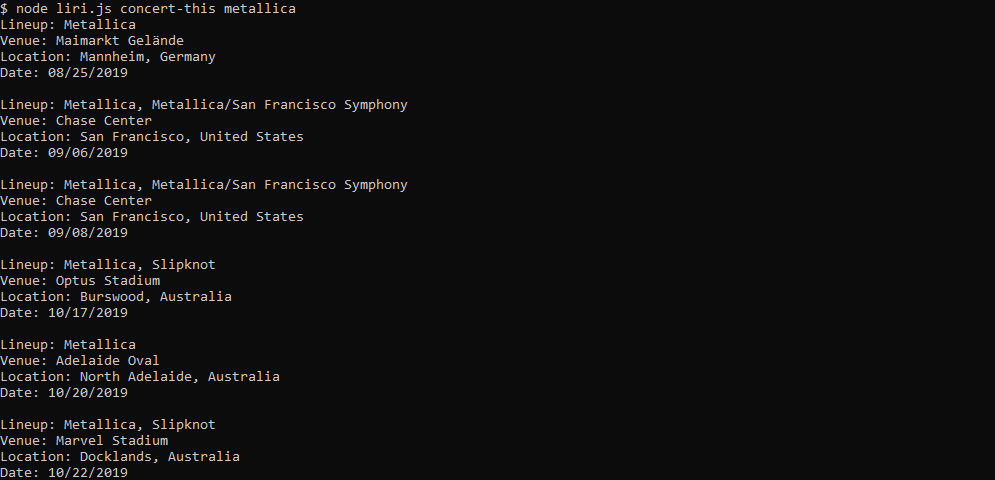 $ node liri.js concert-this metallica
Lineup: Metallica
Venue: Maimarkt Gelände
Location: Mannheim, Germany
Date: 08/25/2019

Lineup: Metallica, Metallica/San Francisco Symphony
Venue: Chase Center
Location: San Francisco, United States
Date: 09/06/2019

Lineup: Metallica, Metallica/San Francisco Symphony
Venue: Chase Center
Location: San Francisco, United States
Date: 09/08/2019

Lineup: Metallica, Slipknot
Venue: Optus Stadium
Location: Burswood, Australia
Date: 10/17/2019

Lineup: Metallica
Venue: Adelaide Oval
Location: North Adelaide, Australia
Date: 10/20/2019

Lineup: Metallica, Slipknot
Venue: Marvel Stadium
Location: Docklands, Australia
Date: 10/22/2019